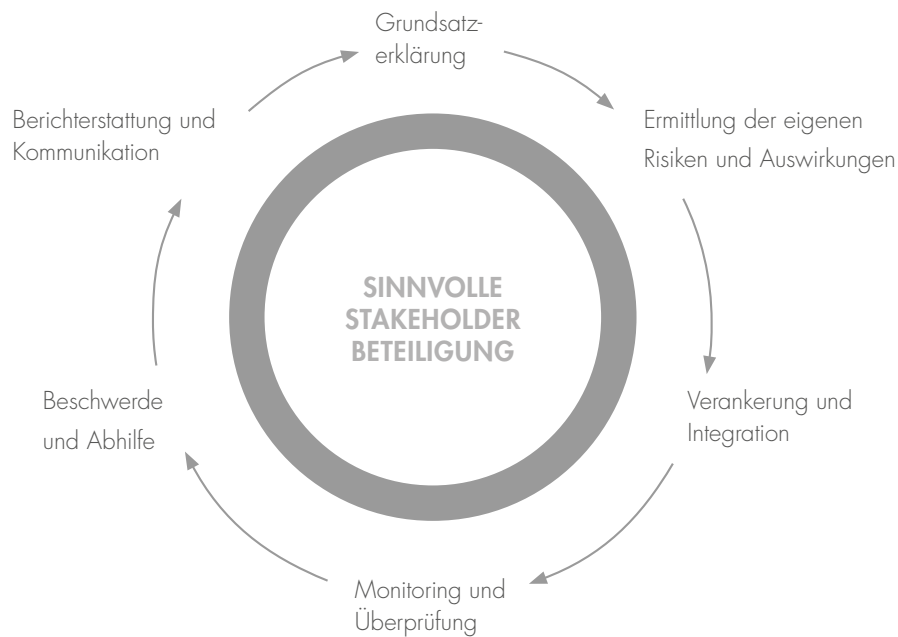 Grundsatz-
erklärung
Ermittlung der eigenen
Risiken und Auswirkungen
Verankerung und
Integration
Monitoring und
Überprüfung
Beschwerde
und Abhilfe
Berichterstattung und
Kommunikation
SINNVOLLE
STAKEHOLDER
BETEILIGUNG